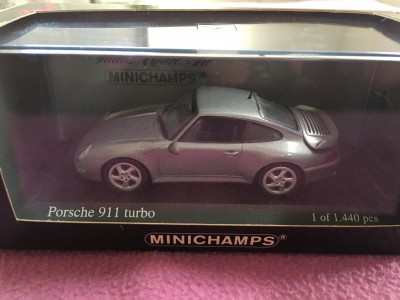 MINICHAMPS
Porsche 911 turbo
1 of 1.440 pcs
MINICHAMPS®